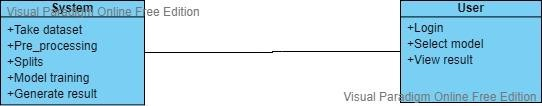 System
User
Visual Paradigm Online Free Edition
+Take dataset
+Pre_processing
+Splits
+Model training
+Generate result
+Login
+Select model
+View result
Visual Paradigm Online Free Edition